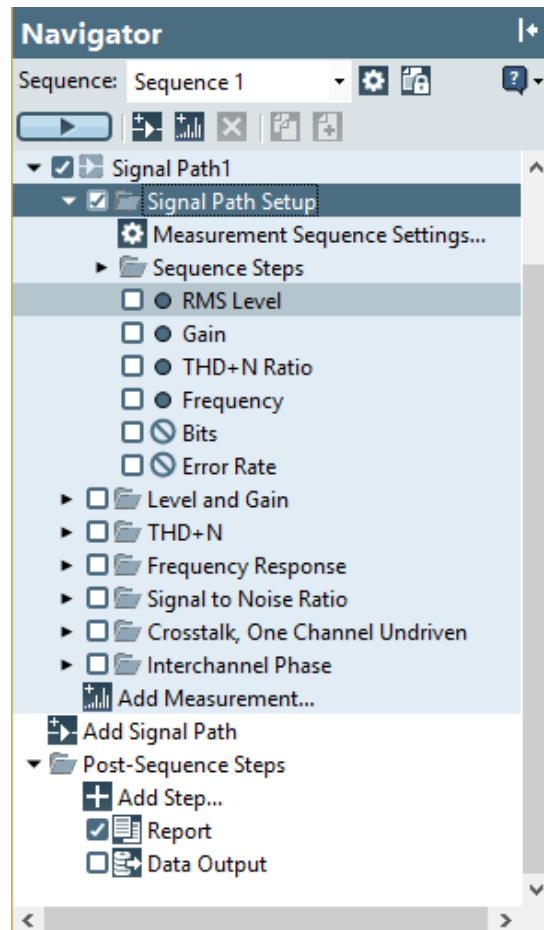 Navigator
Sequence: Sequence 1
?
Signal Path1
Signal Path Setup
Measurement Sequence Settings...
Sequence Steps
RMS Level
Gain
THD+N Ratio
Frequency
Bits
Error Rate
Level and Gain
THD+N
Frequency Response
Signal to Noise Ratio
Crosstalk, One Channel Undriven
Interchannel Phase
Add Measurement...
Add Signal Path
Post-Sequence Steps
Add Step...
Report
Data Output